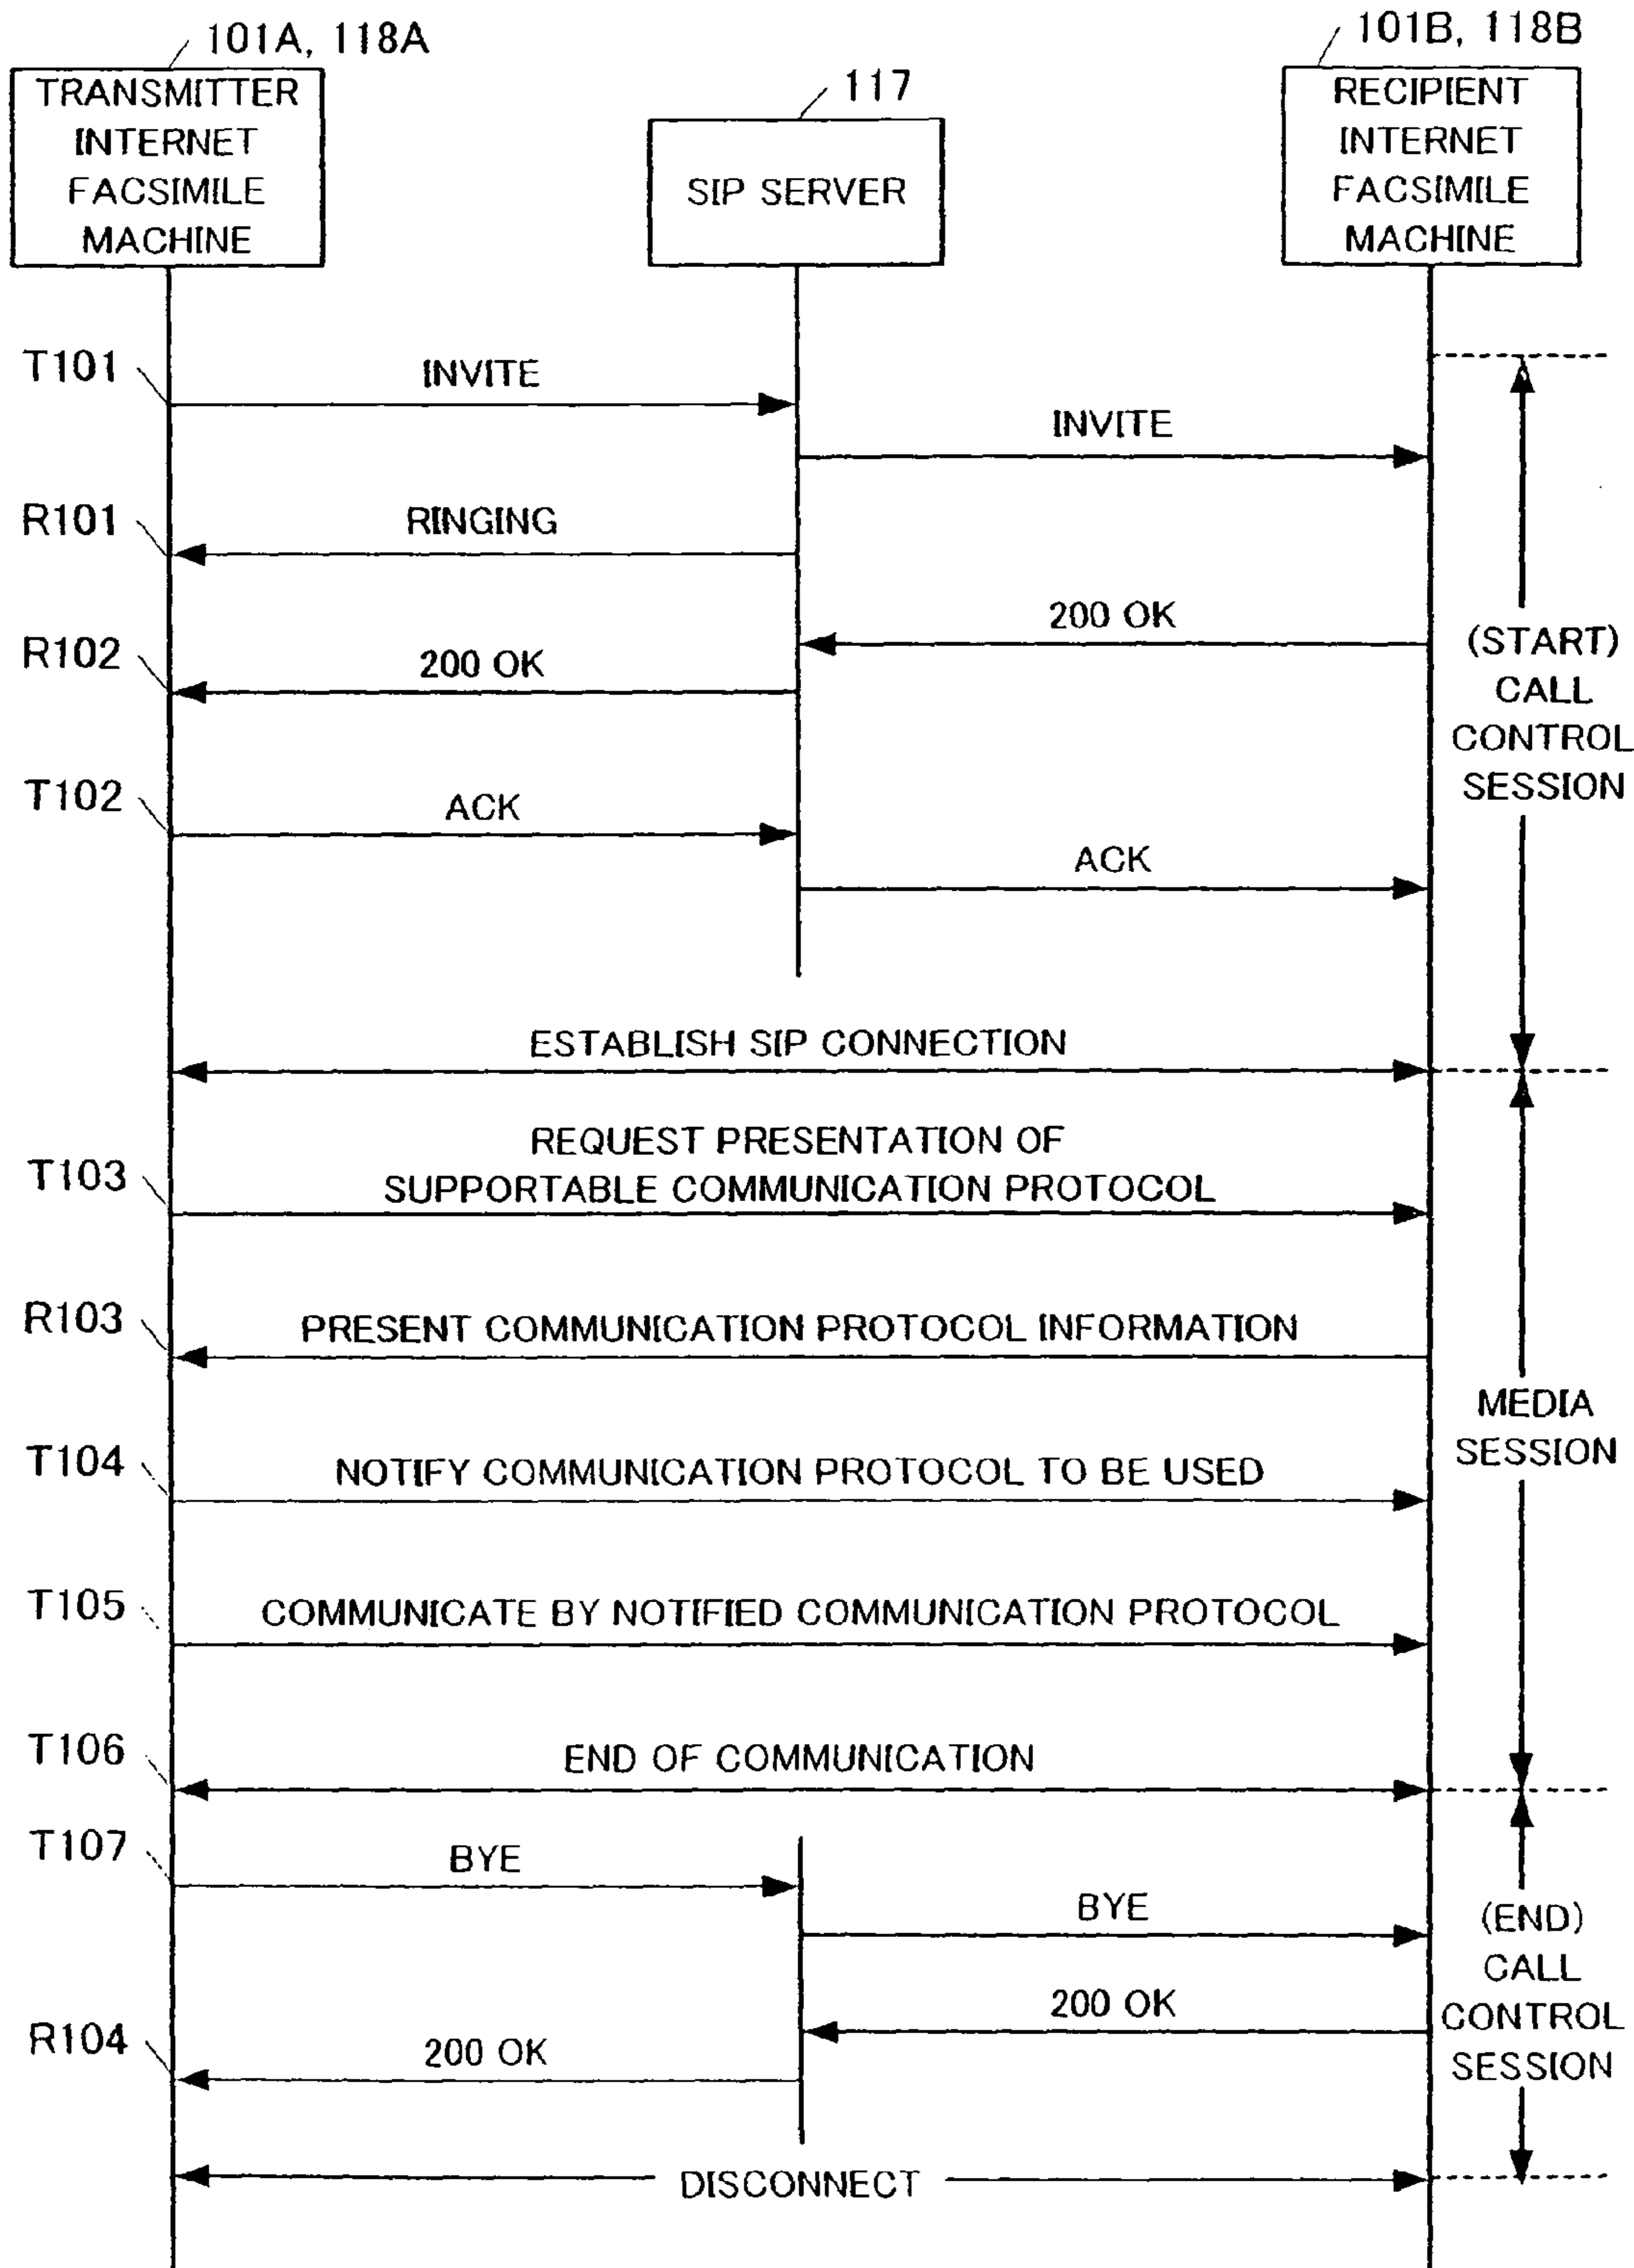 101A, 118A
TRANSMITTER
INTERNET
FACSIMILE
MACHINE
117
SIP SERVER
101B, 118B
RECIPIENT
INTERNET
FACSIMILE
MACHINE
T101
INVITE
INVITE
R101
RINGING
200 OK
R102
200 OK
(START)
CALL
CONTROL
SESSION
T102
ACK
ACK
ESTABLISH SIP CONNECTION
T103
REQUEST PRESENTATION OF
SUPPORTABLE COMMUNICATION PROTOCOL
R103
PRESENT COMMUNICATION PROTOCOL INFORMATION
MEDIA
SESSION
T104
NOTIFY COMMUNICATION PROTOCOL TO BE USED
T105
COMMUNICATE BY NOTIFIED COMMUNICATION PROTOCOL
T106
END OF COMMUNICATION
T107
BYE
BYE
(END)
CALL
CONTROL
SESSION
200 OK
R104
200 OK
DISCONNECT